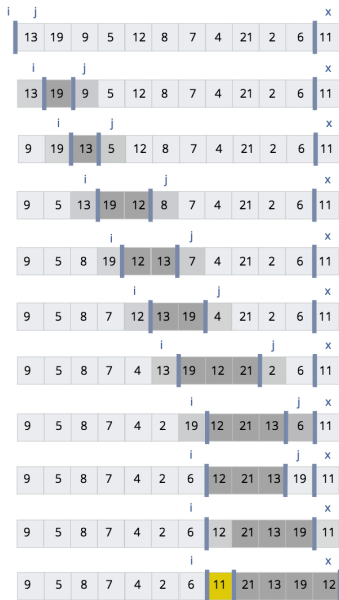 i j x
13 19 9 5 12 8 7 4 21 2 6 11
i j x
13 19 9 5 12 8 7 4 21 2 6 11
i j x
9 19 13 5 12 8 7 4 21 2 6 11
i j x
9 5 13 19 12 8 7 4 21 2 6 11
i j x
9 5 8 19 12 13 7 4 21 2 6 11
i j x
9 5 8 7 12 13 19 4 21 2 6 11
i j x
9 5 8 7 4 13 19 12 21 2 6 11
i j x
9 5 8 7 4 2 19 12 21 13 6 11
i j x
9 5 8 7 4 2 6 12 21 13 19 11
i x
9 5 8 7 4 2 6 12 21 13 19 11
i x
9 5 8 7 4 2 6 11 21 13 19 12